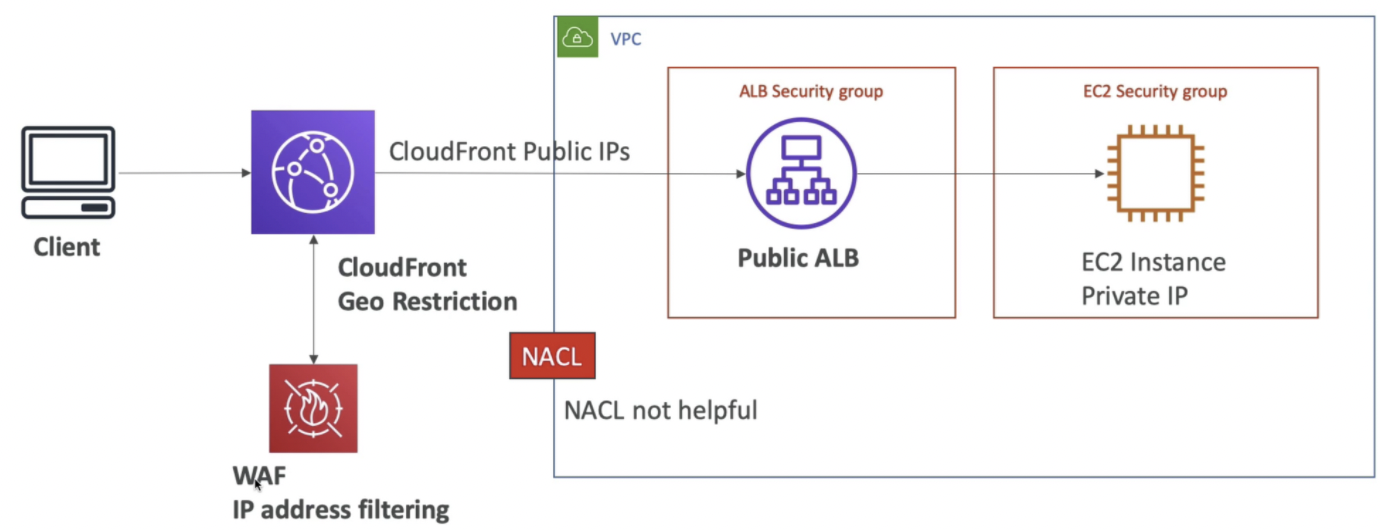 VPC
ALB Security group
EC2 Security group
CloudFront Public IPs
Client
Public ALB
EC2 Instance
Private IP
CloudFront
Geo Restriction
NACL
NACL not helpful
WAF
IP address filtering